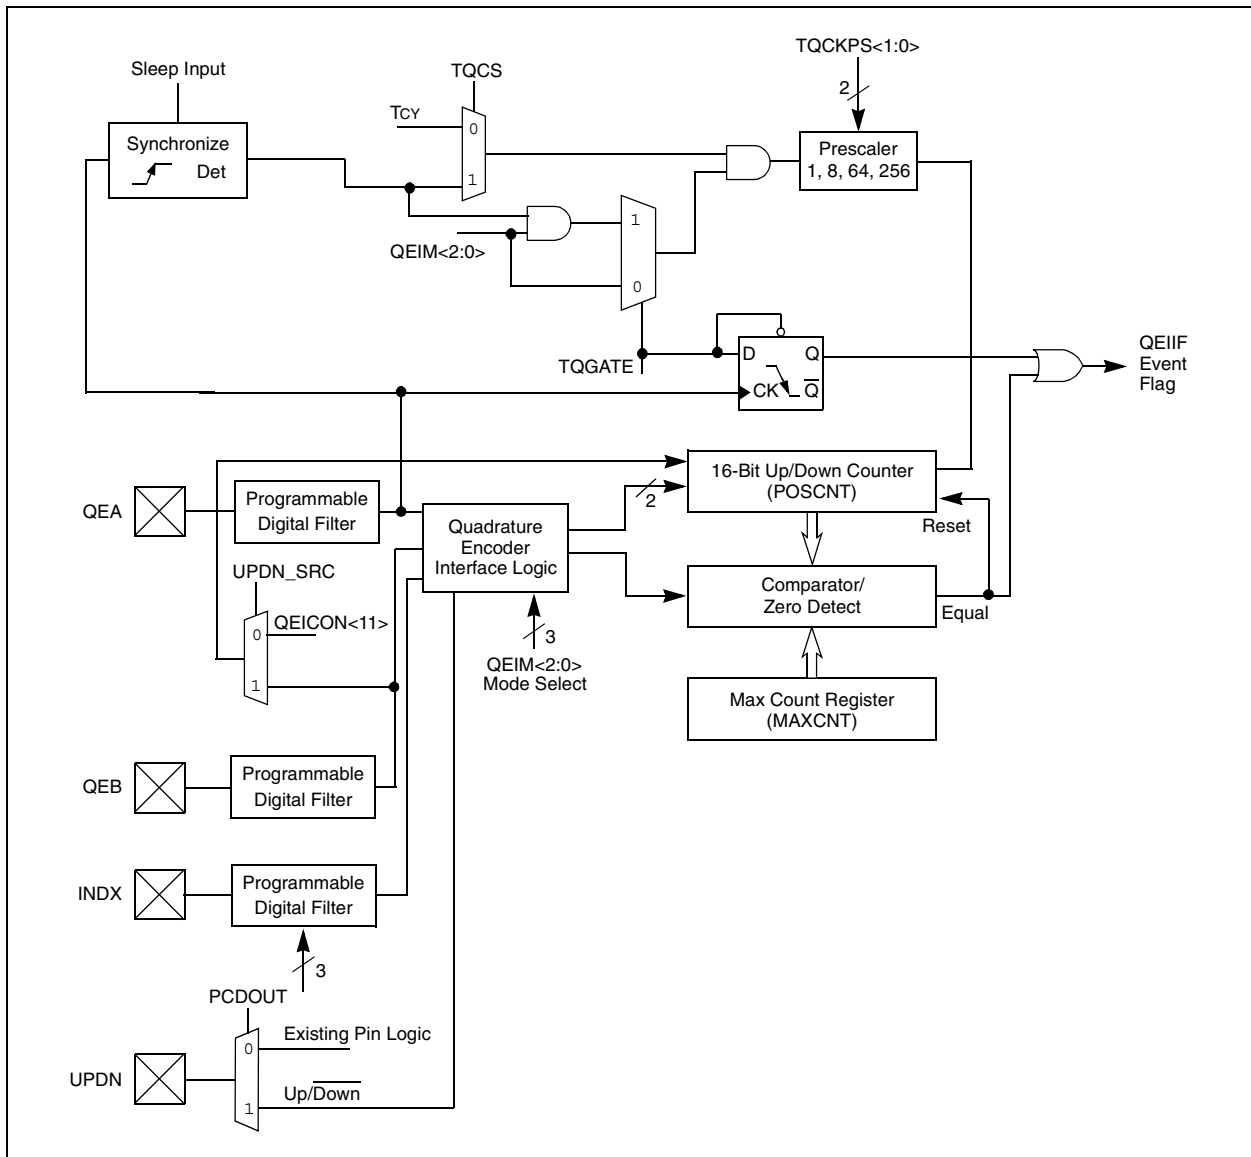 TQCKPS<1:0>
Sleep Input
TQCS
2
TCY
0
Synchronize
Det
Prescaler
1, 8, 64, 256
1
1
QEIM<2:0>
0
TQGATE
D
Q
CK
Q
QEIIF
Event
Flag
QEA
Programmable
Digital Filter
Quadrature
Encoder
Interface Logic
2
16-Bit Up/Down Counter
(POSCNT)
Reset
UPDN_SRC
0
QEICON<11>
1
Comparator/
Zero Detect
Equal
3
QEIM<2:0>
Mode Select
Max Count Register
(MAXCNT)
QEB
Programmable
Digital Filter
INDX
Programmable
Digital Filter
3
PCDOUT
0
Existing Pin Logic
UPDN
Up/Down
1